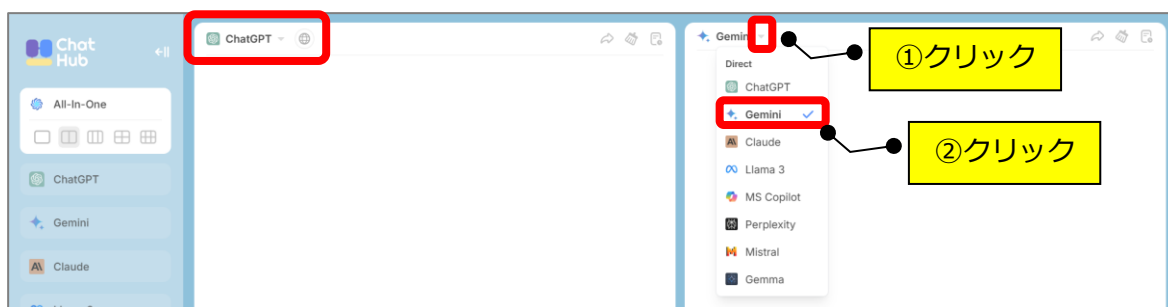 Chat
Hub
All-In-One
ChatGPT
Gemini
Claude
ChatGPT
Gemini
Direct
ChatGPT
Gemini
Claude
Llama 3
MS Copilot
Perplexity
Mistral
Gemma
①クリック
②クリック